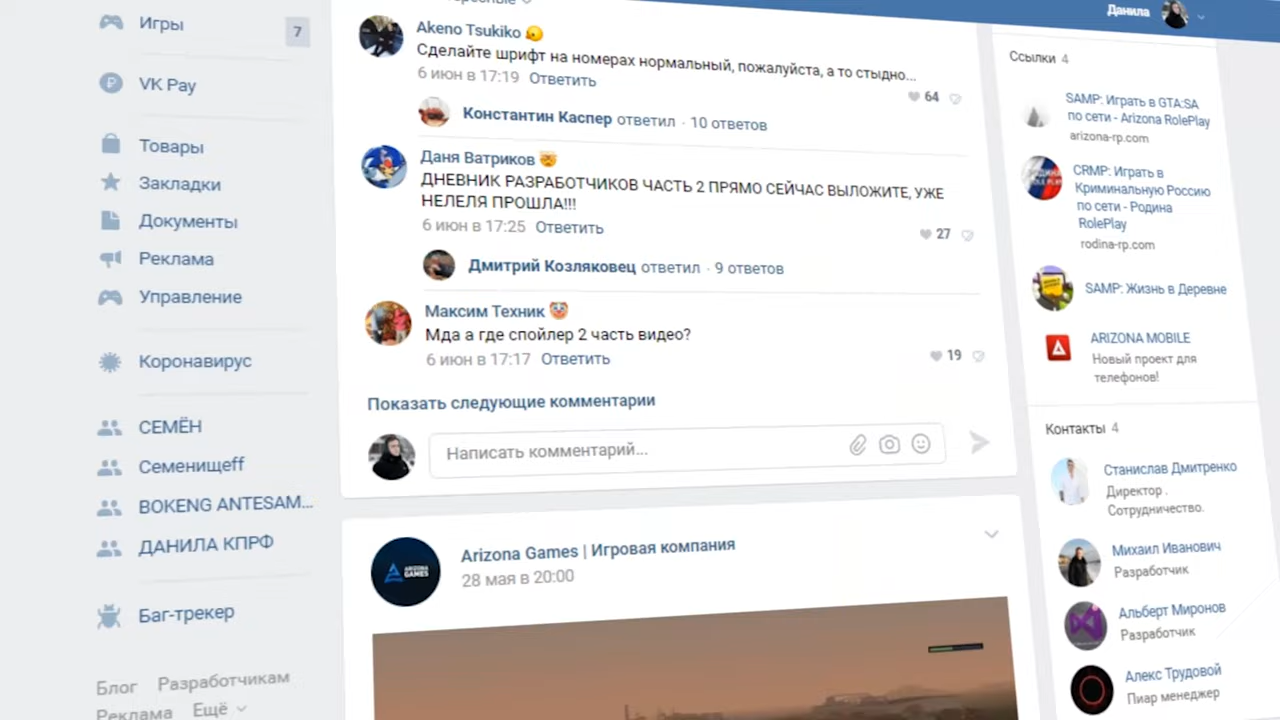 Игры
7
VK Pay
Товары
Закладки
Документы
Реклама
Управление
Коронавирус
СЕМЁН
Семенищеff
BOKENG ANTESAM...
ДАНИЛА КПРФ
Баг-трекер
Блог Разработчикам
Реклама Ещё
Akeno Tsukiko
Сделайте шрифт на номерах нормальный, пожалуйста, а то стыдно...
6 июн в 17:19 Ответить
64
Константин Каспер ответил · 10 ответов
Даня Ватриков
ДНЕВНИК РАЗРАБОТЧИКОВ ЧАСТЬ 2 ПРЯМО СЕЙЧАС ВЫЛОЖИТЕ, УЖЕ
НЕЛЕЛЯ ПРОШЛА!!!
6 июн в 17:25 Ответить
27
Дмитрий Козляковец ответил · 9 ответов
Максим Техник
Мда а где спойлер 2 часть видео?
6 июн в 17:17 Ответить
19
Показать следующие комментарии
Написать комментарий...
Arizona Games | Игровая компания
28 мая в 20:00
ARIZONA
GAMES
Данила
Ссылки 4
SAMP: Играть в GTA:SA
по сети - Arizona RolePlay
arizona-rp.com
CRMP: Играть в
Криминальную Россию
по сети - Родина
RolePlay
rodina-rp.com
SAMP: Жизнь в Деревне
ARIZONA MOBILE
Новый проект для
телефонов!
Контакты 4
Станислав Дмитренко
Директор .
Сотрудничество.
Михаил Иванович
Разработчик
Альберт Миронов
Разработчик
Алекс Трудовой
Пиар менеджер